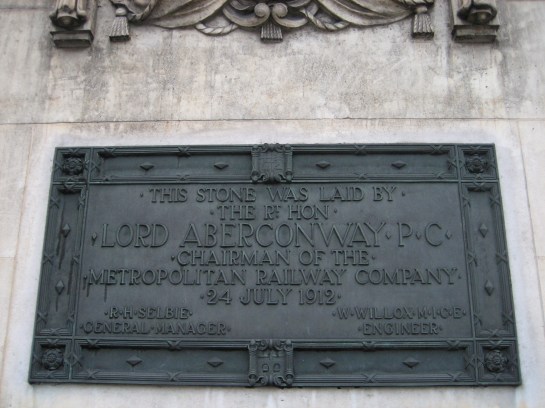 ·THIS STONE WAS LAID BY·
·THE RT HON·
·LORD ABERCONWAY·P·C·
·CHAIRMAN OF THE·
·METROPOLITAN RAILWAY COMPANY·
·24 JULY 1912·
·R·H·SELBIE· ·W·WILLOX·M·I·C·E·
·GENERAL·MANAGER· ·ENGINEER·